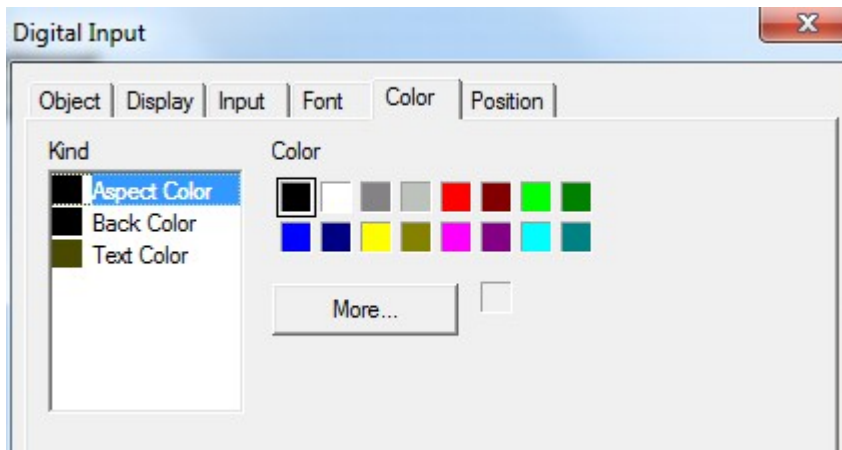 Digital Input
Object Display Input Font Color Position
Kind Color
Aspect Color
Back Color
Text Color
More...